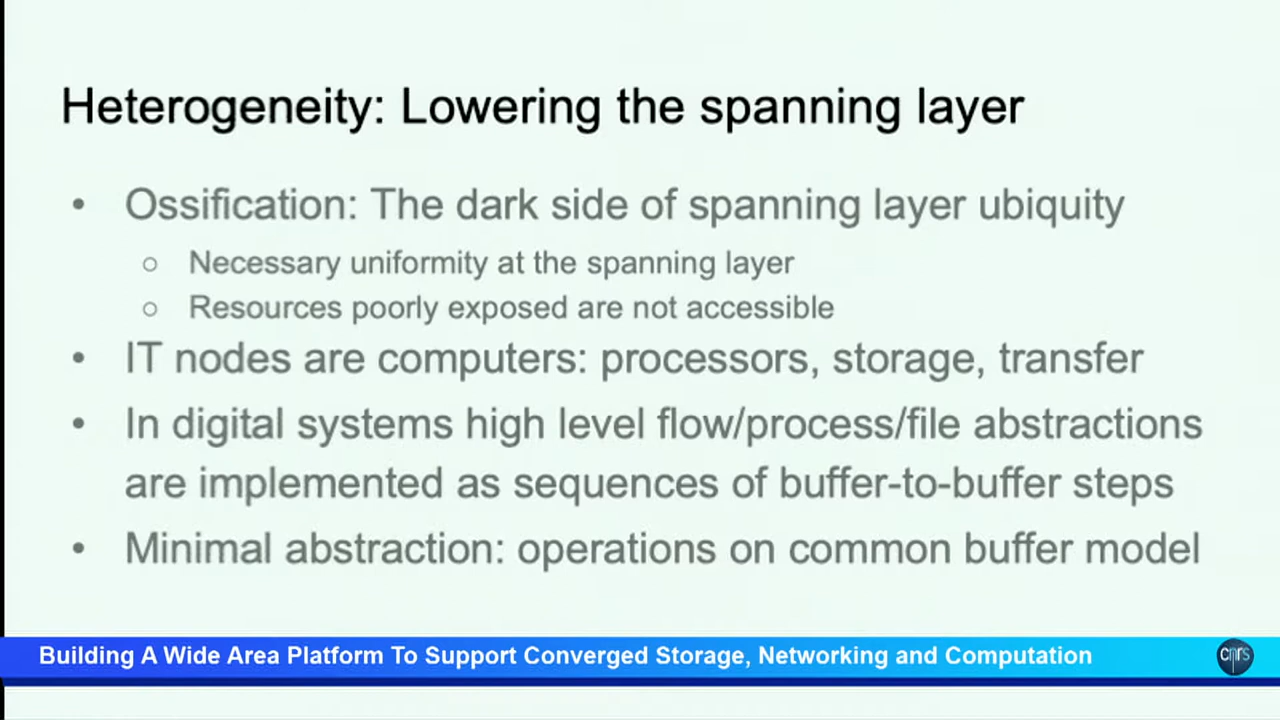 Heterogeneity: Lowering the spanning layer
• Ossification: The dark side of spanning layer ubiquity
○ Necessary uniformity at the spanning layer
○ Resources poorly exposed are not accessible
• IT nodes are computers: processors, storage, transfer
• In digital systems high level flow/process/file abstractions
are implemented as sequences of buffer-to-buffer steps
• Minimal abstraction: operations on common buffer model
Building A Wide Area Platform To Support Converged Storage, Networking and Computation
cnrs